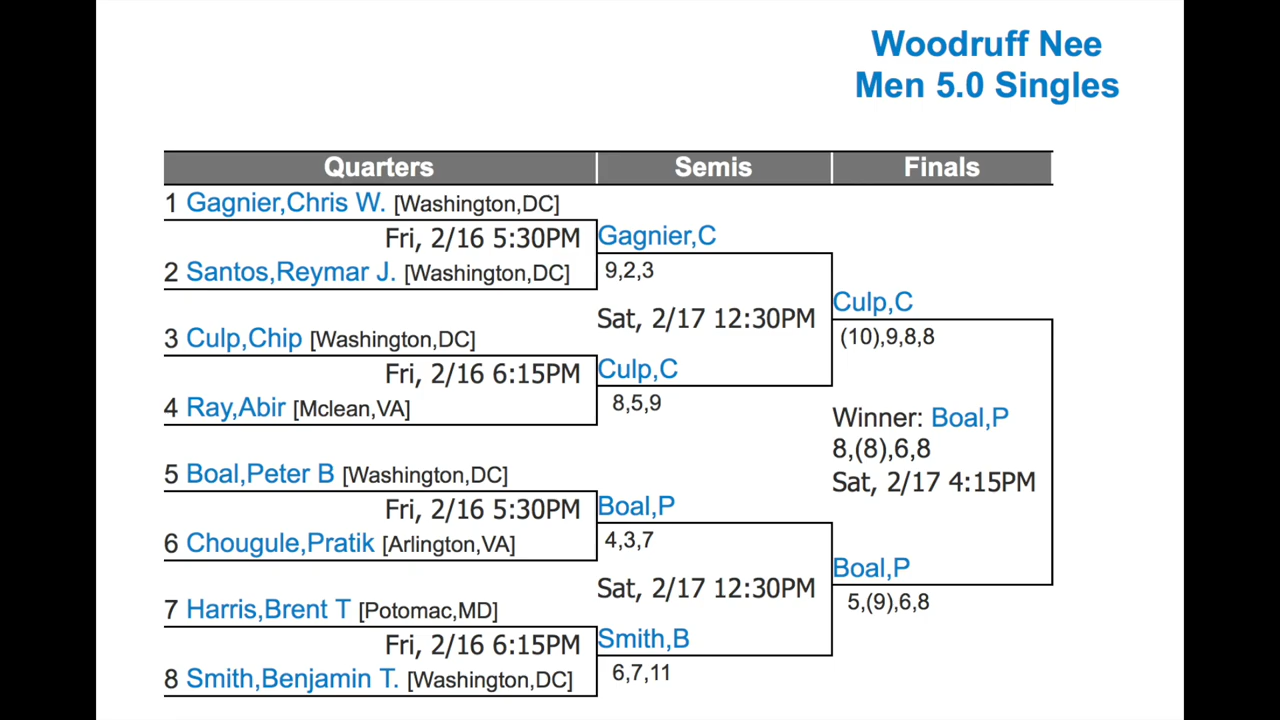 Woodruff Nee
Men 5.0 Singles
Quarters Semis Finals
1 Gagnier,Chris W. [Washington,DC]
Fri, 2/16 5:30PM
Gagnier,C
2 Santos,Reymar J. [Washington,DC]
9,2,3
Culp,C
Sat, 2/17 12:30PM
3 Culp,Chip [Washington,DC]
(10),9,8,8
Fri, 2/16 6:15PM
Culp,C
4 Ray,Abir [Mclean,VA]
8,5,9
Winner: Boal,P
8,(8),6,8
Sat, 2/17 4:15PM
5 Boal,Peter B [Washington,DC]
Fri, 2/16 5:30PM
Boal,P
6 Chougule,Pratik [Arlington,VA]
4,3,7
Boal,P
Sat, 2/17 12:30PM
5,(9),6,8
7 Harris,Brent T [Potomac,MD]
Fri, 2/16 6:15PM
Smith,B
8 Smith,Benjamin T. [Washington,DC]
6,7,11